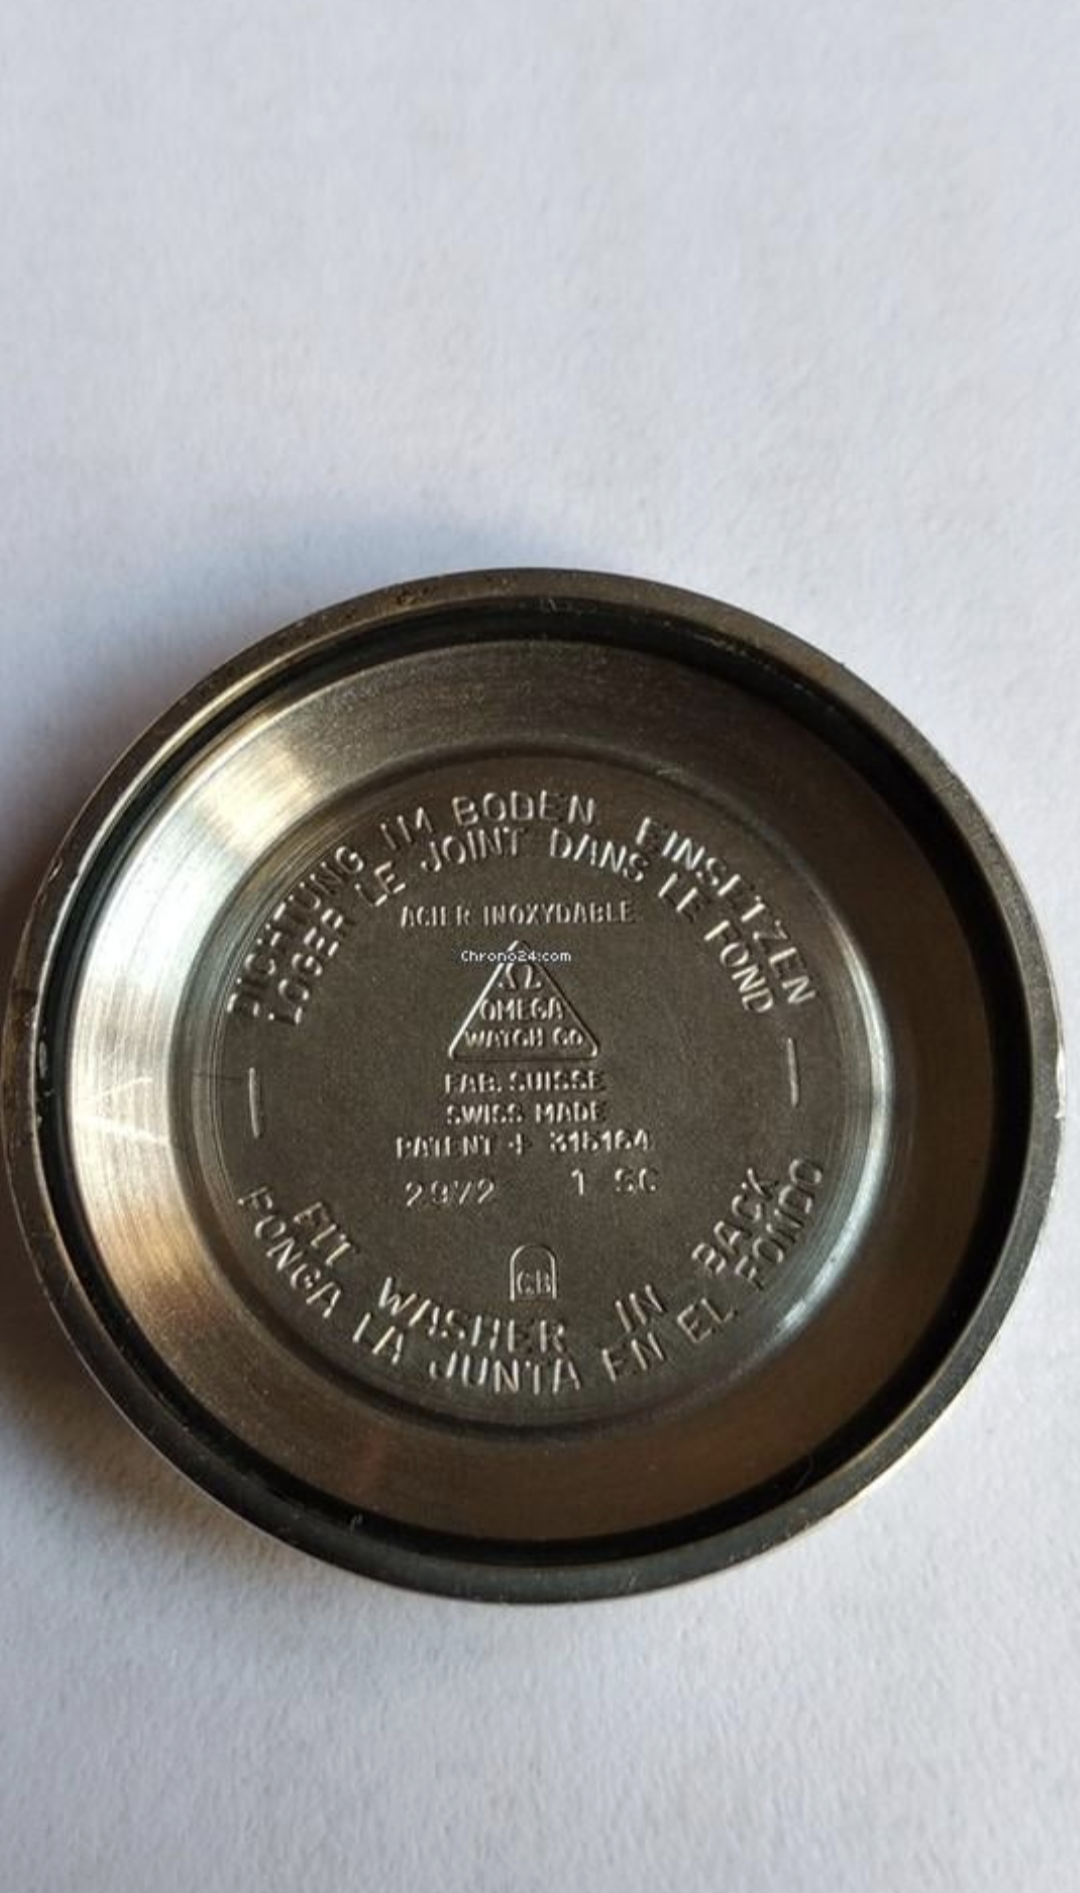 DICHTUNG IM BODEN EINSETZEN
LOGER LE JOINT DANS LE FOND
ACIER INOXYDABLE
Chrono24.com
Ω
OMEGA
WATCH CO
FAB. SUISSE
SWISS MADE
PATENT + 315164
2972 1 SC
CB
FIT WASHER IN BACK
PONGA LA JUNTA EN EL FONDO